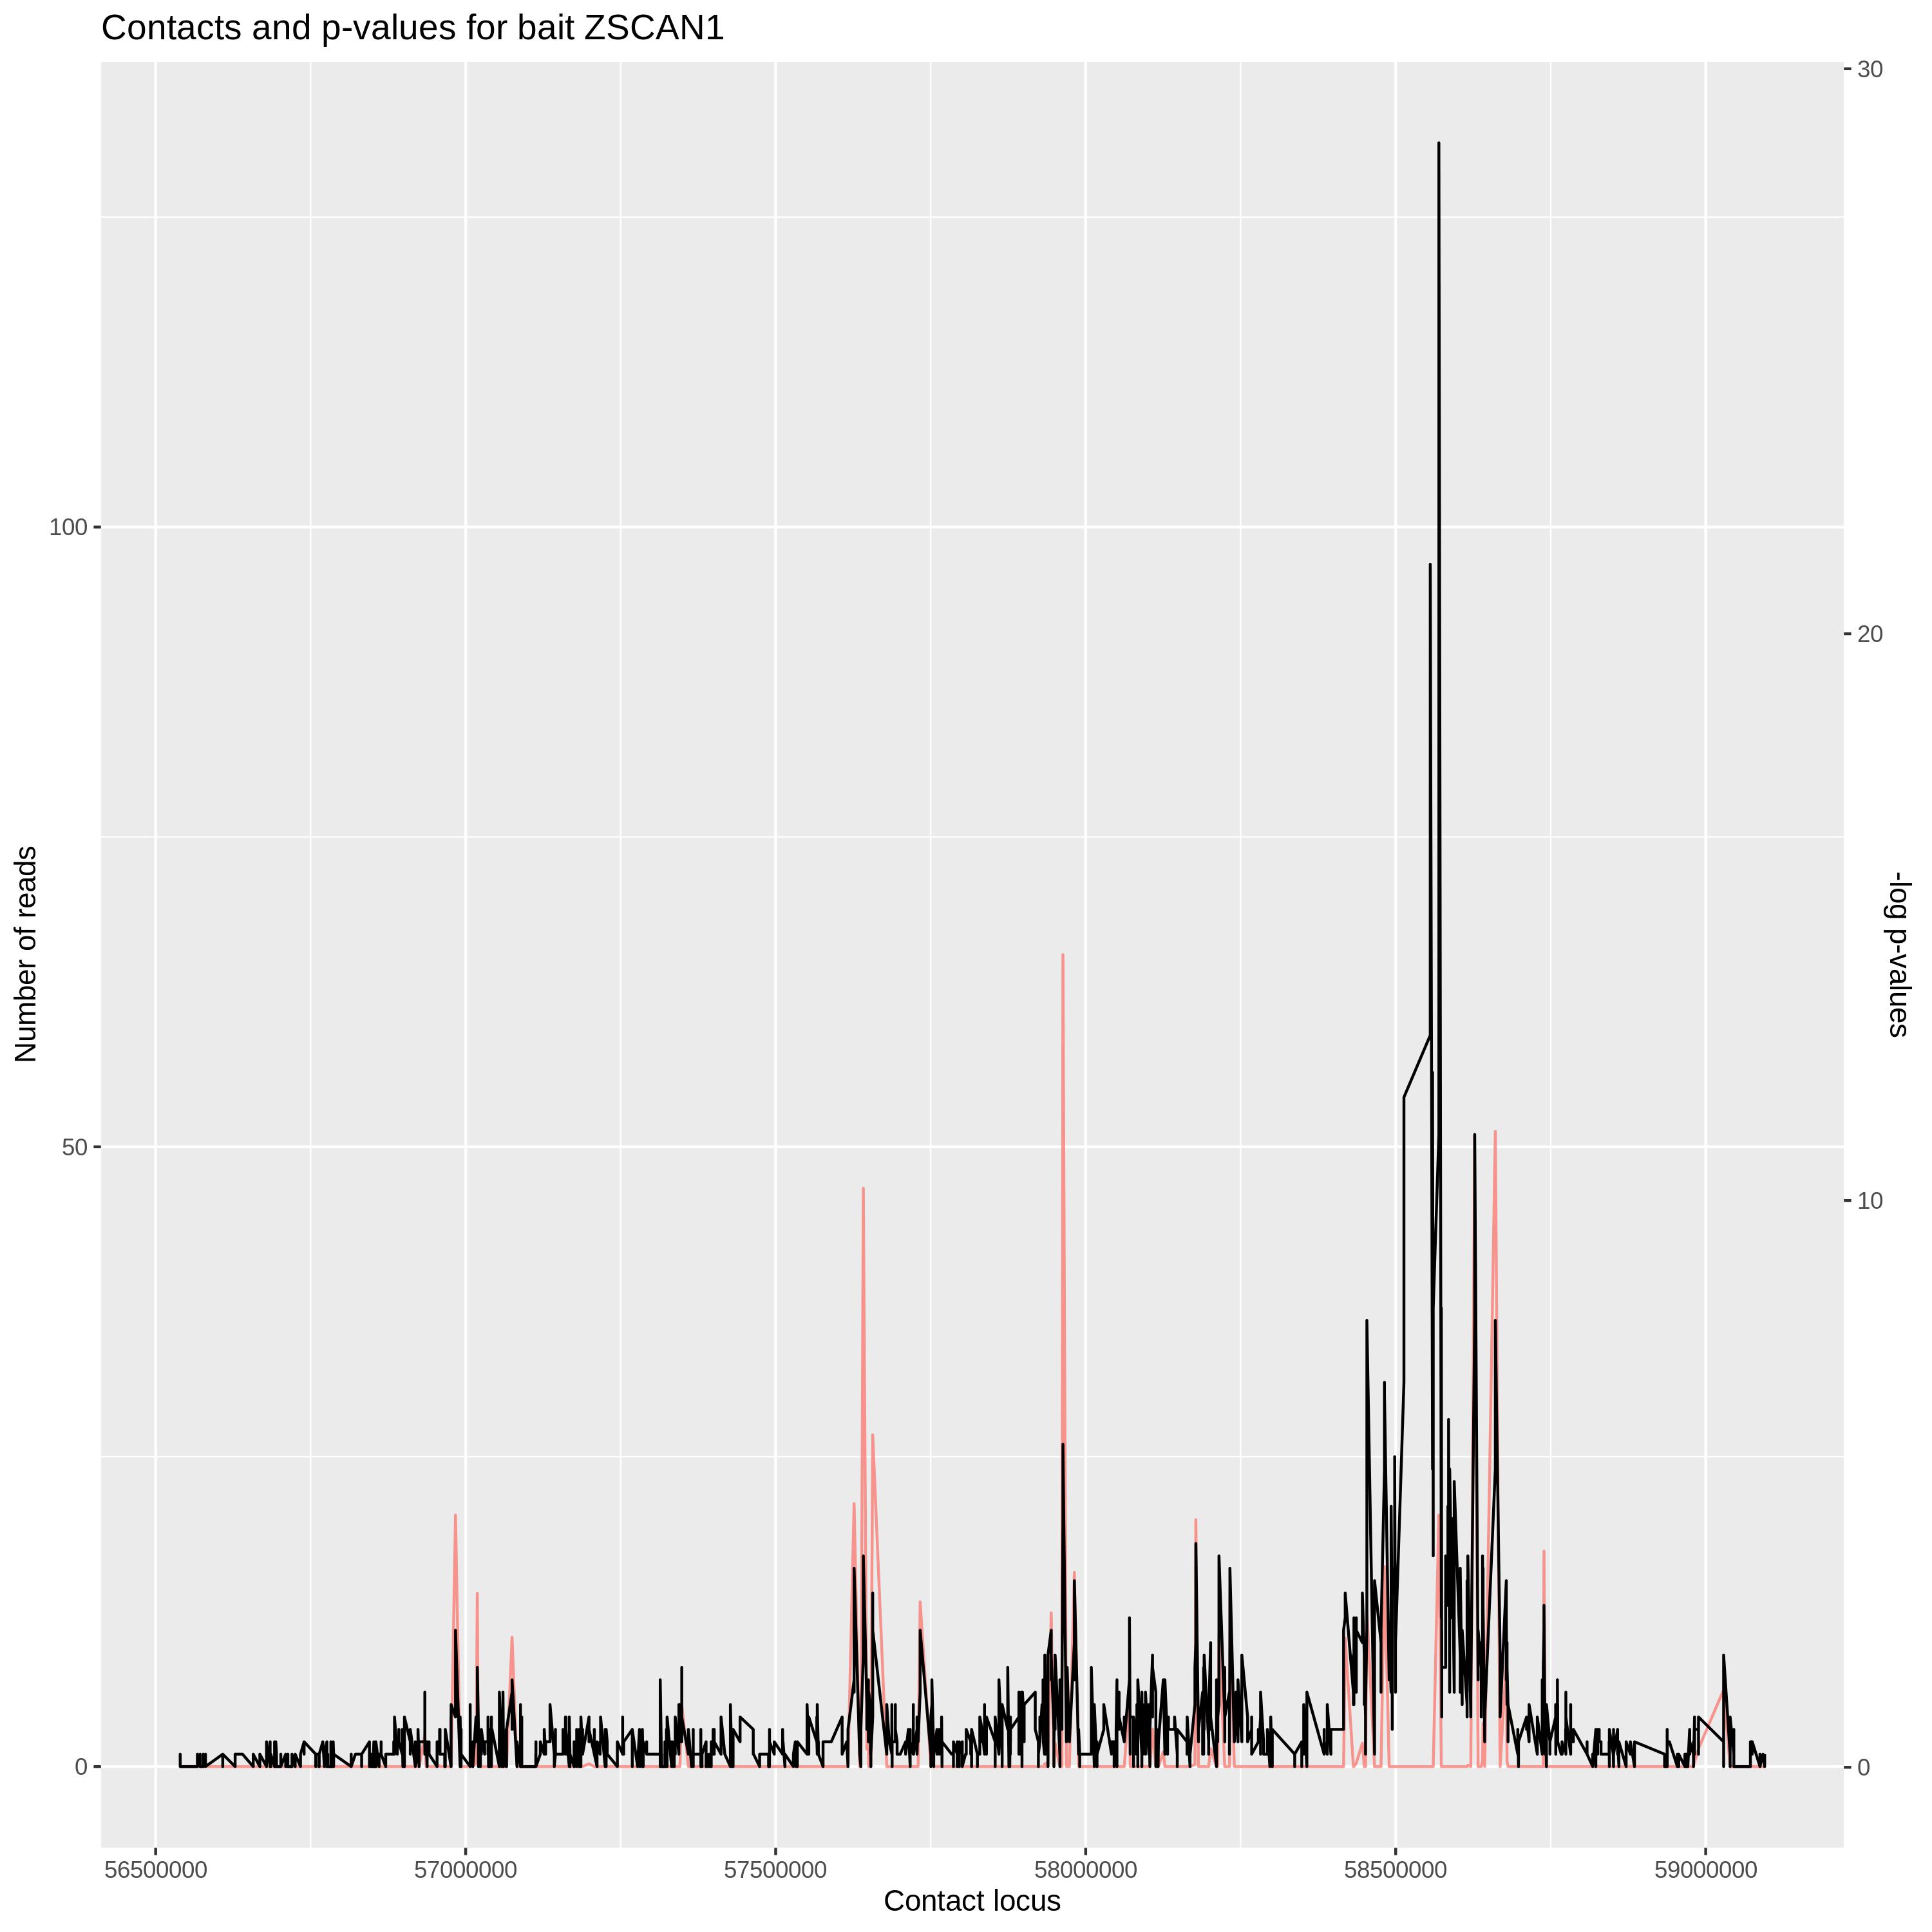 Contacts and p-values for bait ZSCAN1
30
100
20
Number of reads
-log p-values
50
10
0
0
56500000 57000000 57500000 58000000 58500000 59000000
Contact locus